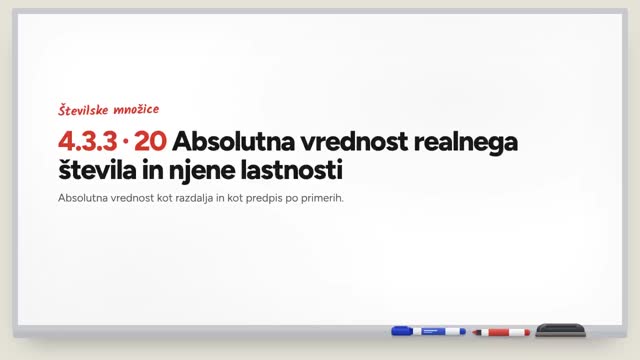 Številske množice
4.3.3 · 20 Absolutna vrednost realnega
števila in njene lastnosti
Absolutna vrednost kot razdalja in kot predpis po primerih.